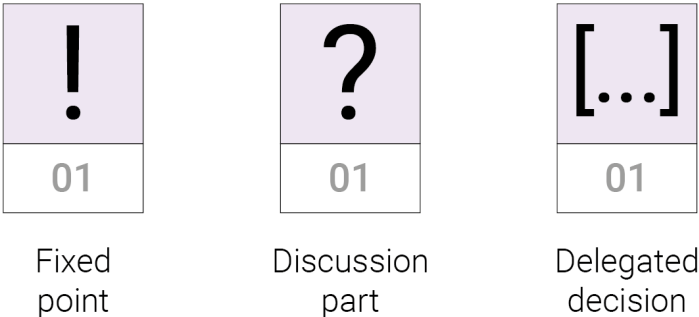 ! ? [...]
01 01 01
Fixed Discussion Delegated
point part decision